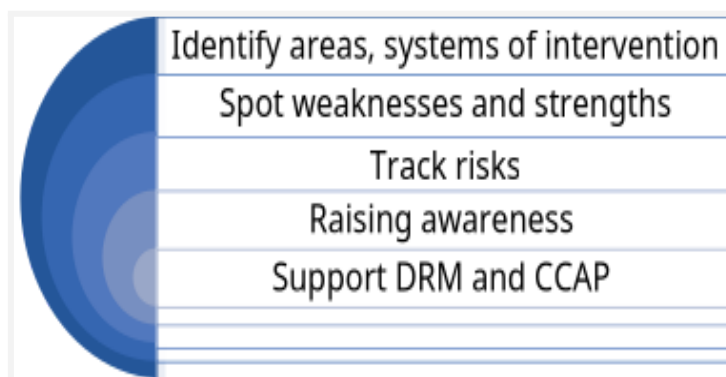 Identify areas, systems of intervention
Spot weaknesses and strengths
Track risks
Raising awareness
Support DRM and CCAP